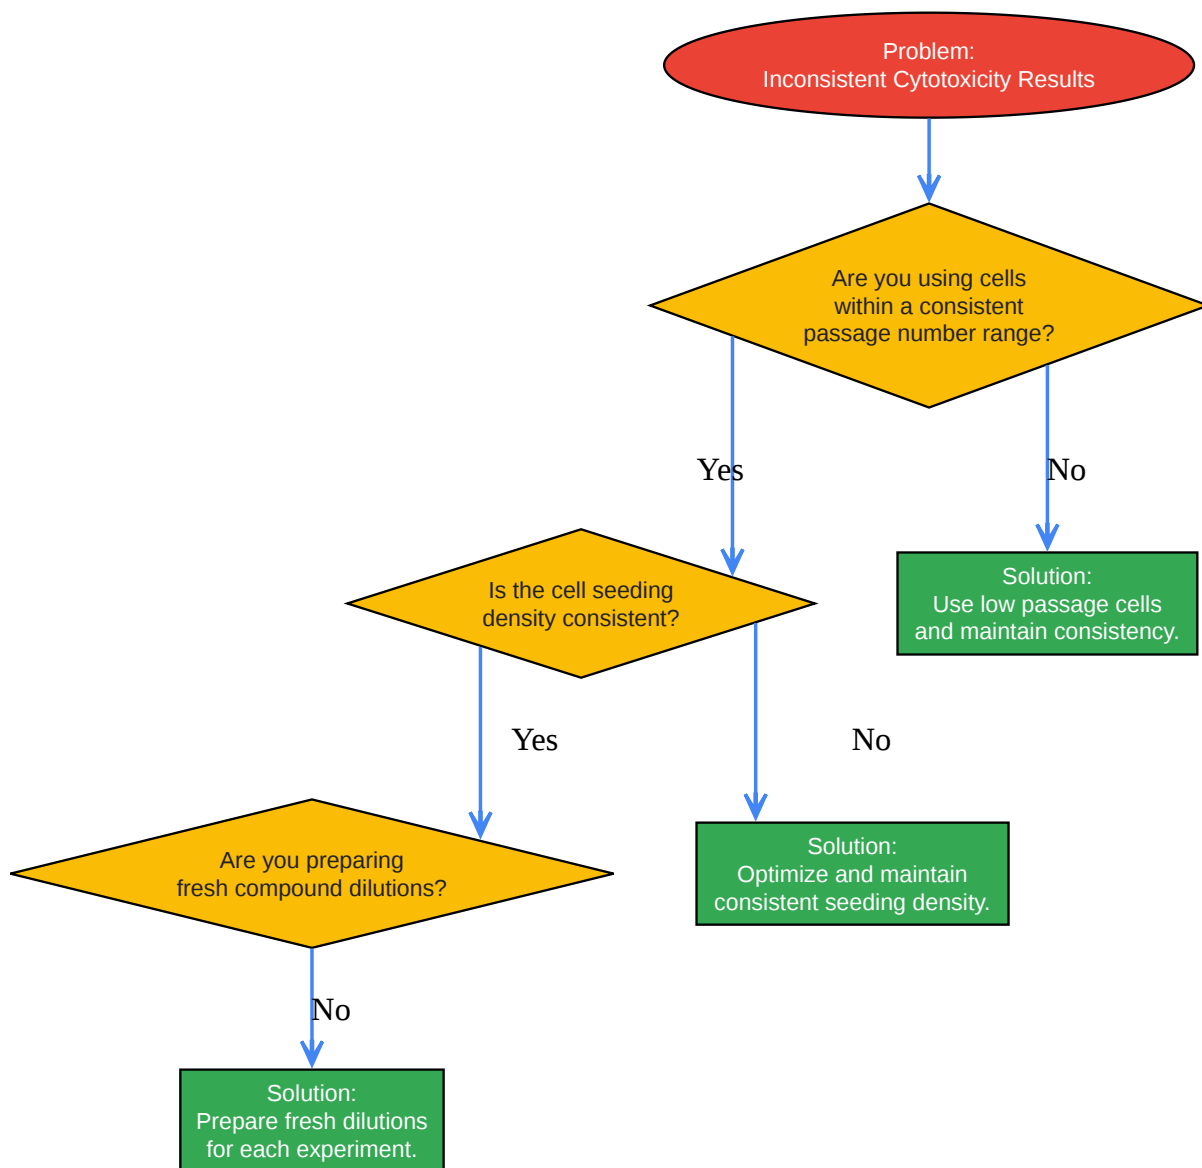 Problem:
Inconsistent Cytotoxicity Results
Are you using cells
within a consistent
passage number range?
Yes
No
Is the cell seeding
density consistent?
Solution:
Use low passage cells
and maintain consistency.
Yes
No
Are you preparing
fresh compound dilutions?
Solution:
Optimize and maintain
consistent seeding density.
No
Solution:
Prepare fresh dilutions
for each experiment.